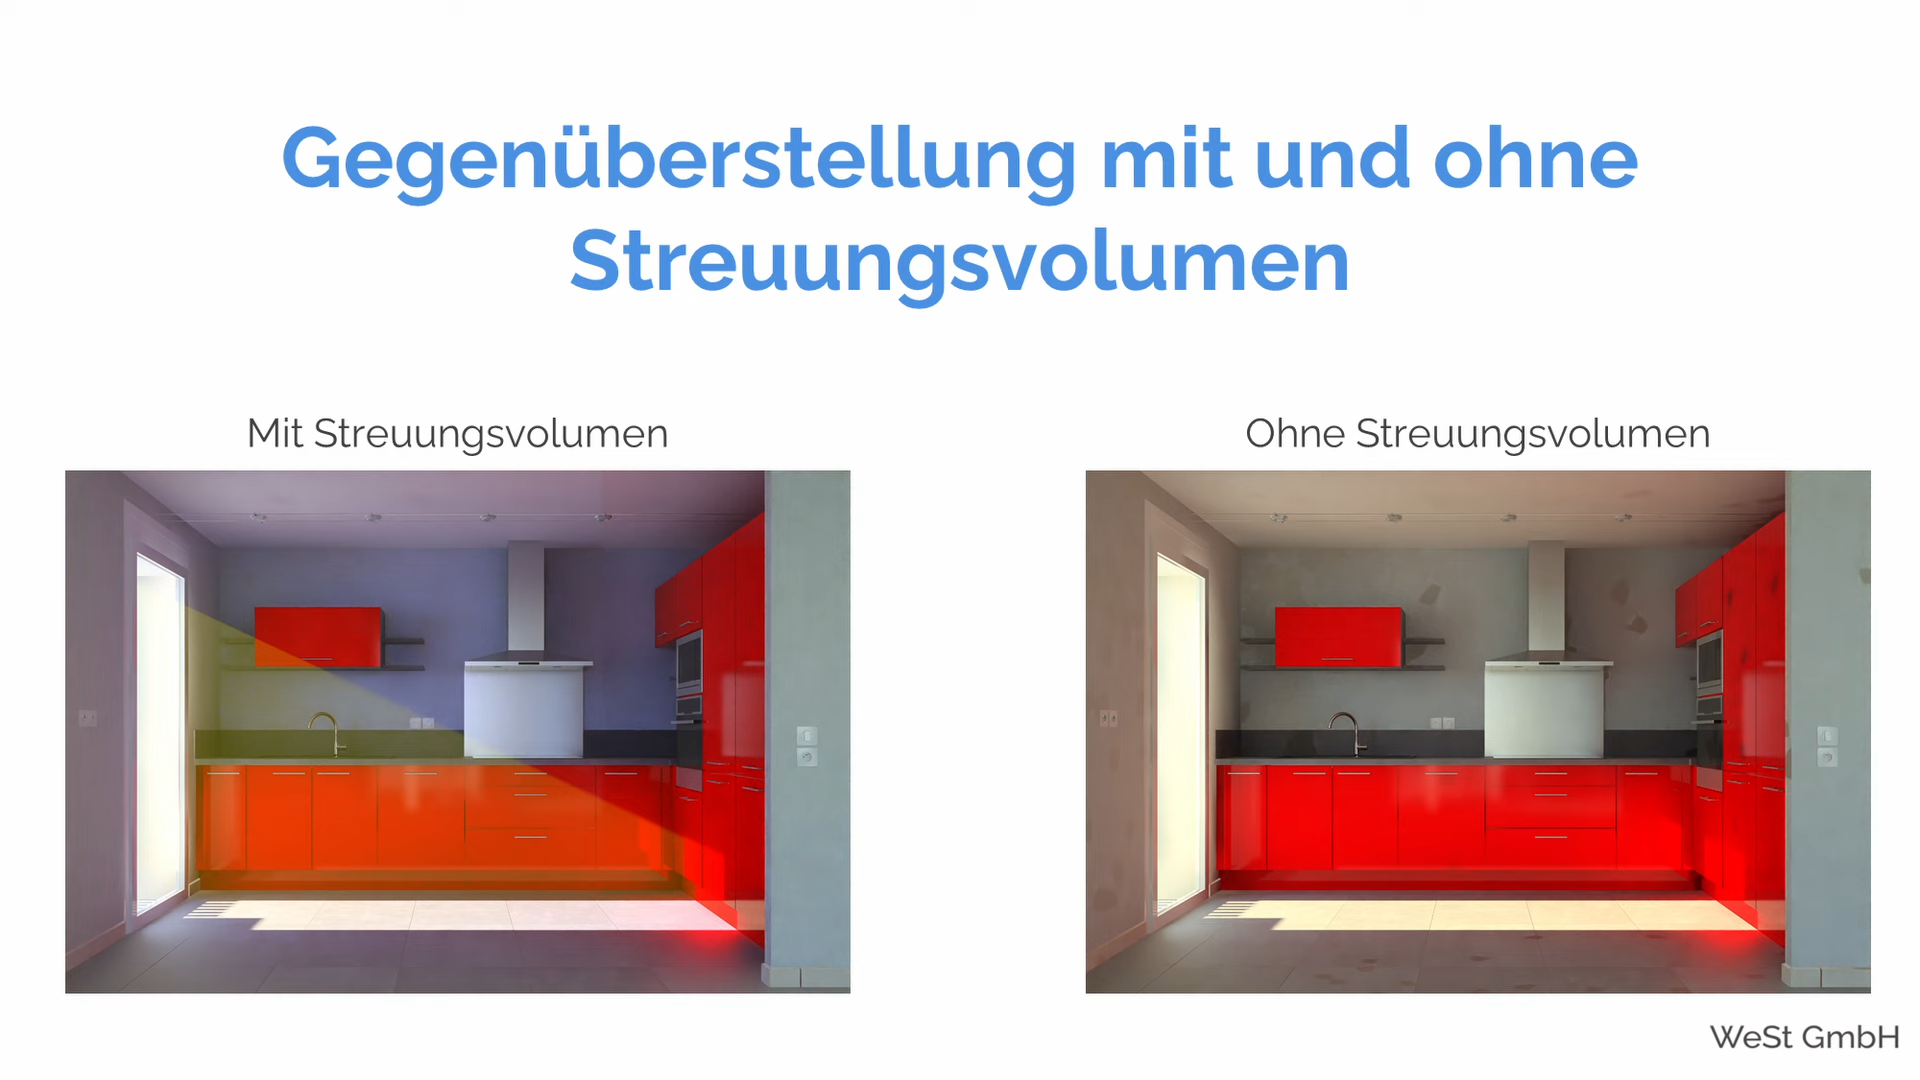 Gegenüberstellung mit und ohne
Streuungsvolumen
Mit Streuungsvolumen
Ohne Streuungsvolumen
WeSt GmbH